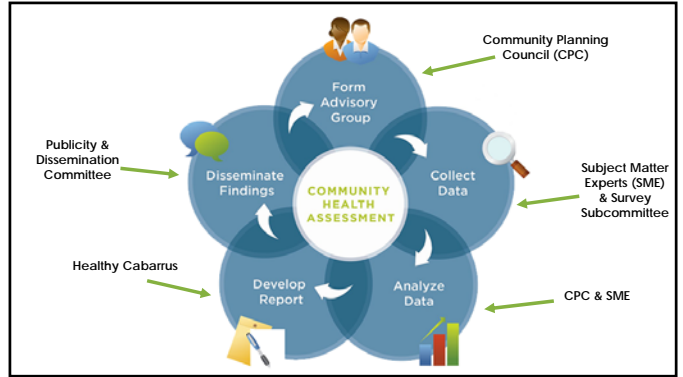 Community Planning
Council (CPC)
Form
Advisory
Group
Publicity &
Dissemination
Committee
Disseminate
Findings
COMMUNITY
HEALTH
ASSESSMENT
Collect
Data
Subject Matter
Experts (SME)
& Survey
Subcommittee
Healthy Cabarrus
Develop
Report
Analyze
Data
CPC & SME